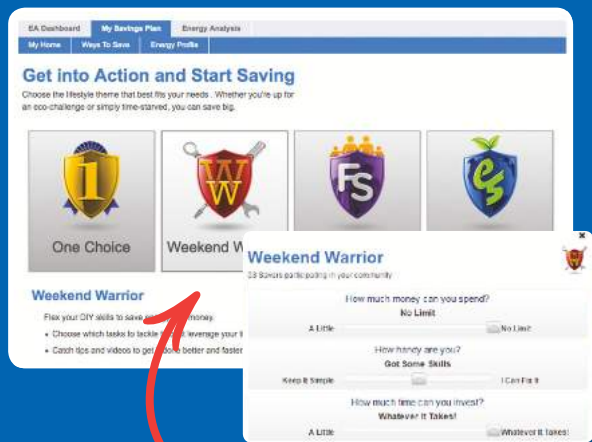 EA Dashboard My Savings Plan Energy Analysis
My Home Ways To Save Energy Profile
Get into Action and Start Saving
Choose the lifestyle theme that best fits your needs. Whether you're up for
an eco-challenge or simply time-starved, you can save big.
1 WW FS es
One Choice Weekend W
Weekend Warrior
Flex your DIY skills to save money.
• Choose which tasks to tackle leverage your
• Catch tips and videos to get done better and faster
Weekend Warrior
Savers participating in your community
How much money can you spend?
No Limit
A Little No Limit
How handy are you?
Got Some Skills
Keep It Simple I Can Fix It
How much time can you invest?
Whatever It Takes!
A Little Whatever It Takes!